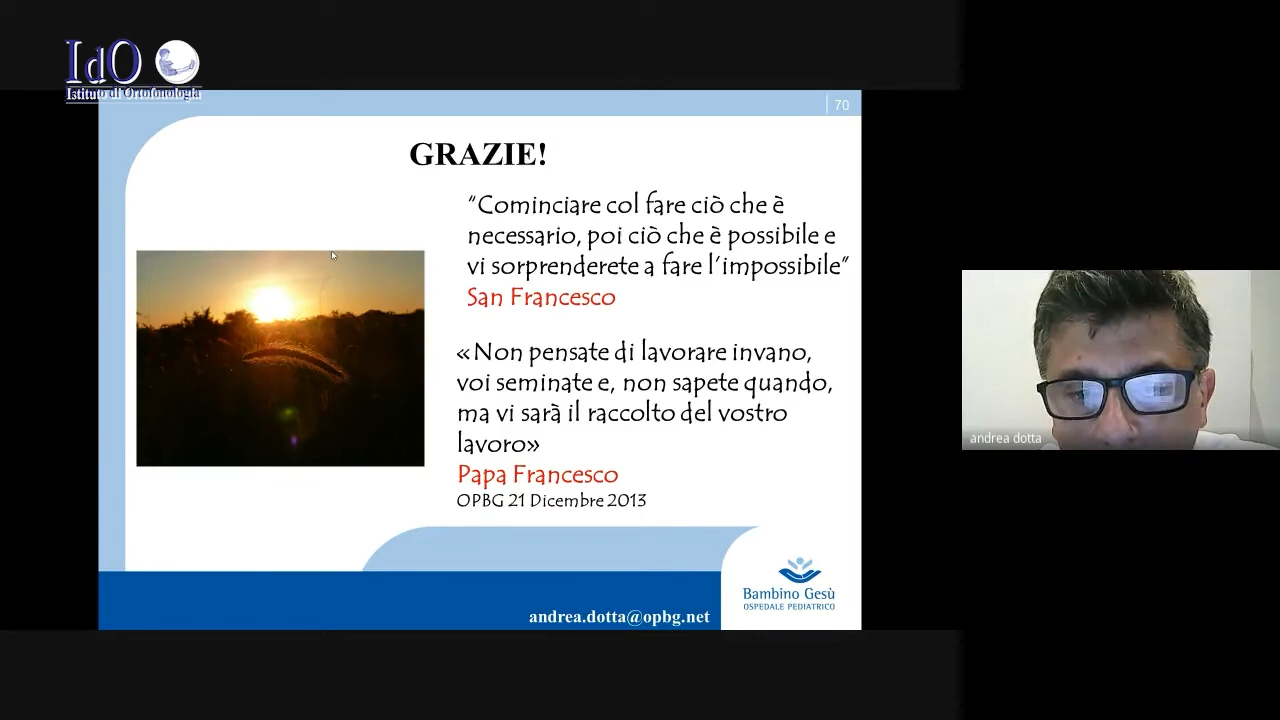 IdO
Istituto di Ortofonologia
70
GRAZIE!
“Cominciare col fare ciò che è
necessario, poi ciò che è possibile e
vi sorprenderete a fare l’impossibile”
San Francesco
«Non pensate di lavorare invano,
voi seminate e, non sapete quando,
ma vi sarà il raccolto del vostro
lavoro»
Papa Francesco
OPBG 21 Dicembre 2013
Bambino Gesù
OSPEDALE PEDIATRICO
andrea.dotta@opbg.net
andrea dotta